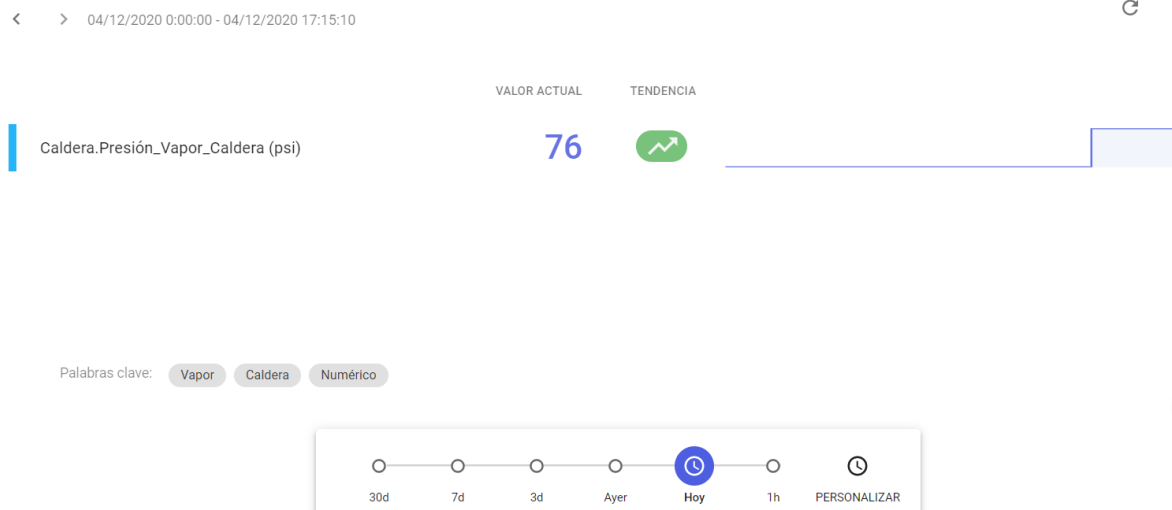 04/12/2020 0:00:00 - 04/12/2020 17:15:10
VALOR ACTUAL TENDENCIA
Caldera.Presión_Vapor_Caldera (psi) 76
Palabras clave: Vapor Caldera Numérico
30d 7d 3d Ayer Hoy 1h PERSONALIZAR